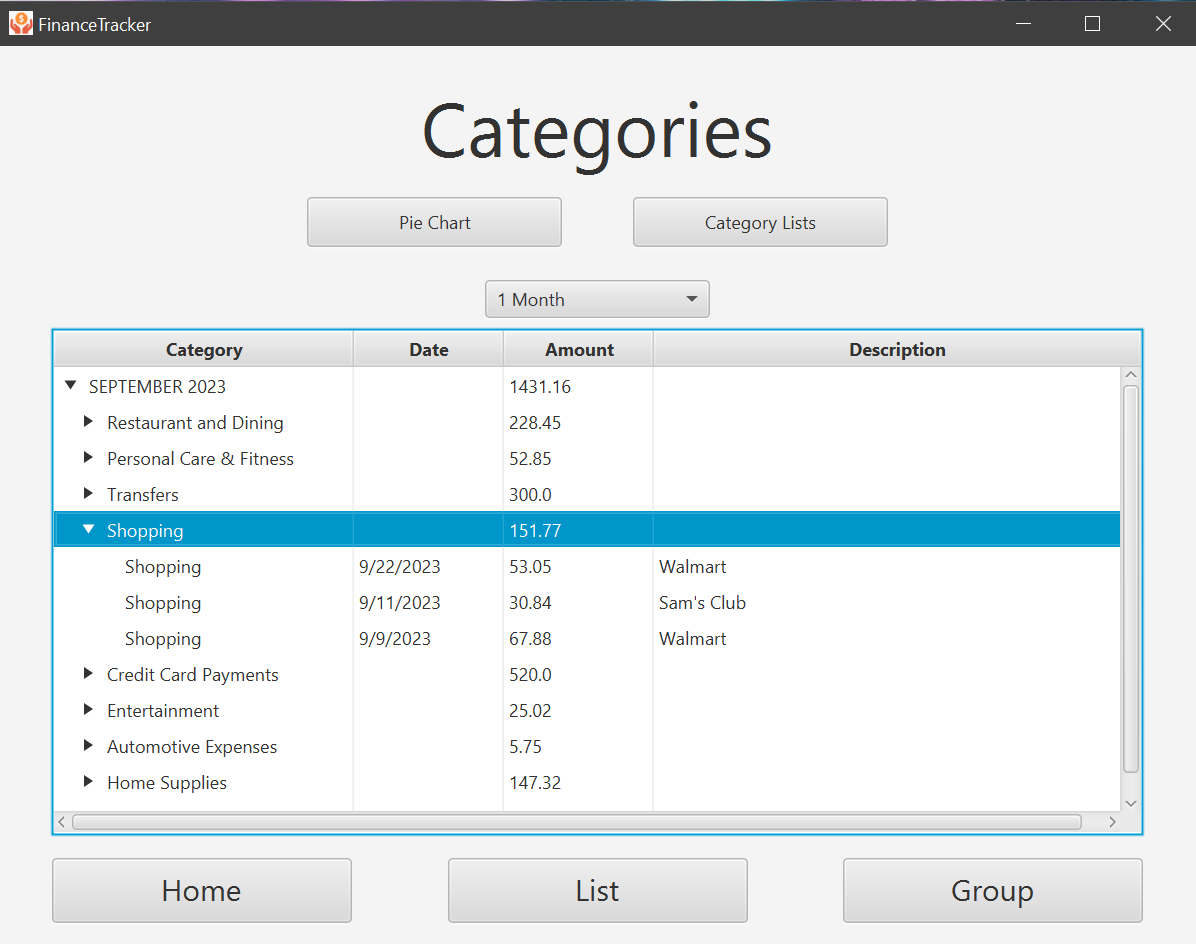 FinanceTracker
Categories
Pie Chart Category Lists
1 Month
Category Date Amount Description
SEPTEMBER 2023 1431.16
Restaurant and Dining 228.45
Personal Care & Fitness 52.85
Transfers 300.0
Shopping 151.77
Shopping 9/22/2023 53.05 Walmart
Shopping 9/11/2023 30.84 Sam's Club
Shopping 9/9/2023 67.88 Walmart
Credit Card Payments 520.0
Entertainment 25.02
Automotive Expenses 5.75
Home Supplies 147.32
Home List Group